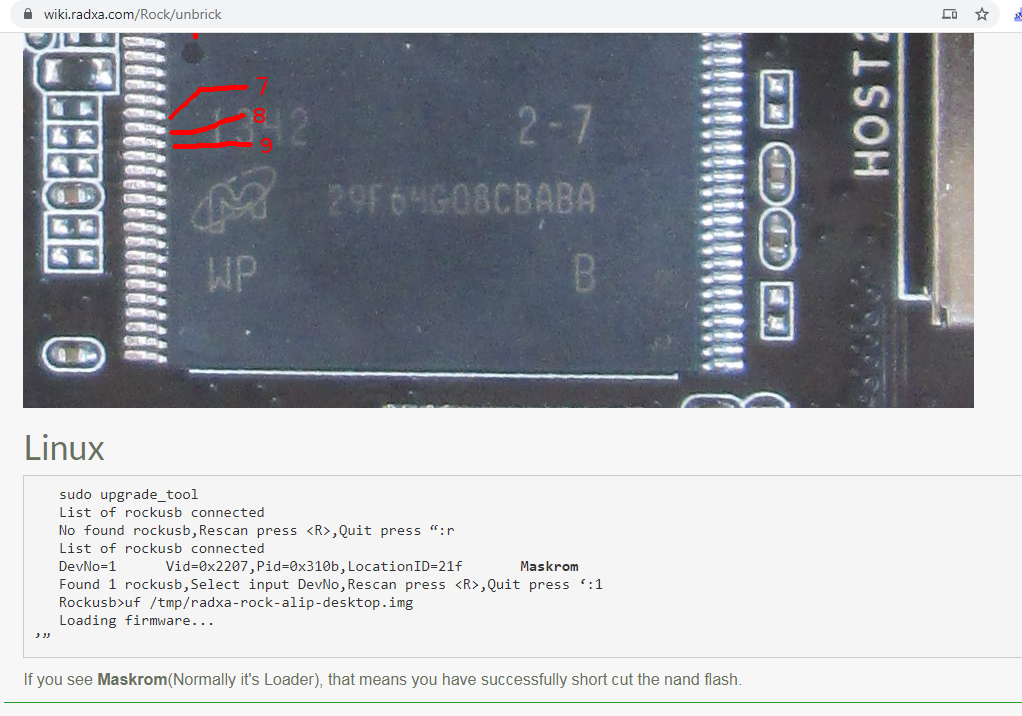 wiki.radxa.com/Rock/unbrick
HOST2
7
8
9
1342
2-7
29F64G08CBABA
WP
B
Linux
sudo upgrade_tool
List of rockusb connected
No found rockusb,Rescan press <R>,Quit press “:r
List of rockusb connected
DevNo=1 Vid=0x2207,Pid=0x310b,LocationID=21f Maskrom
Found 1 rockusb,Select input DevNo,Rescan press <R>,Quit press ‘:1
Rockusb>uf /tmp/radxa-rock-alip-desktop.img
Loading firmware...
’”
If you see Maskrom(Normally it's Loader), that means you have successfully short cut the nand flash.